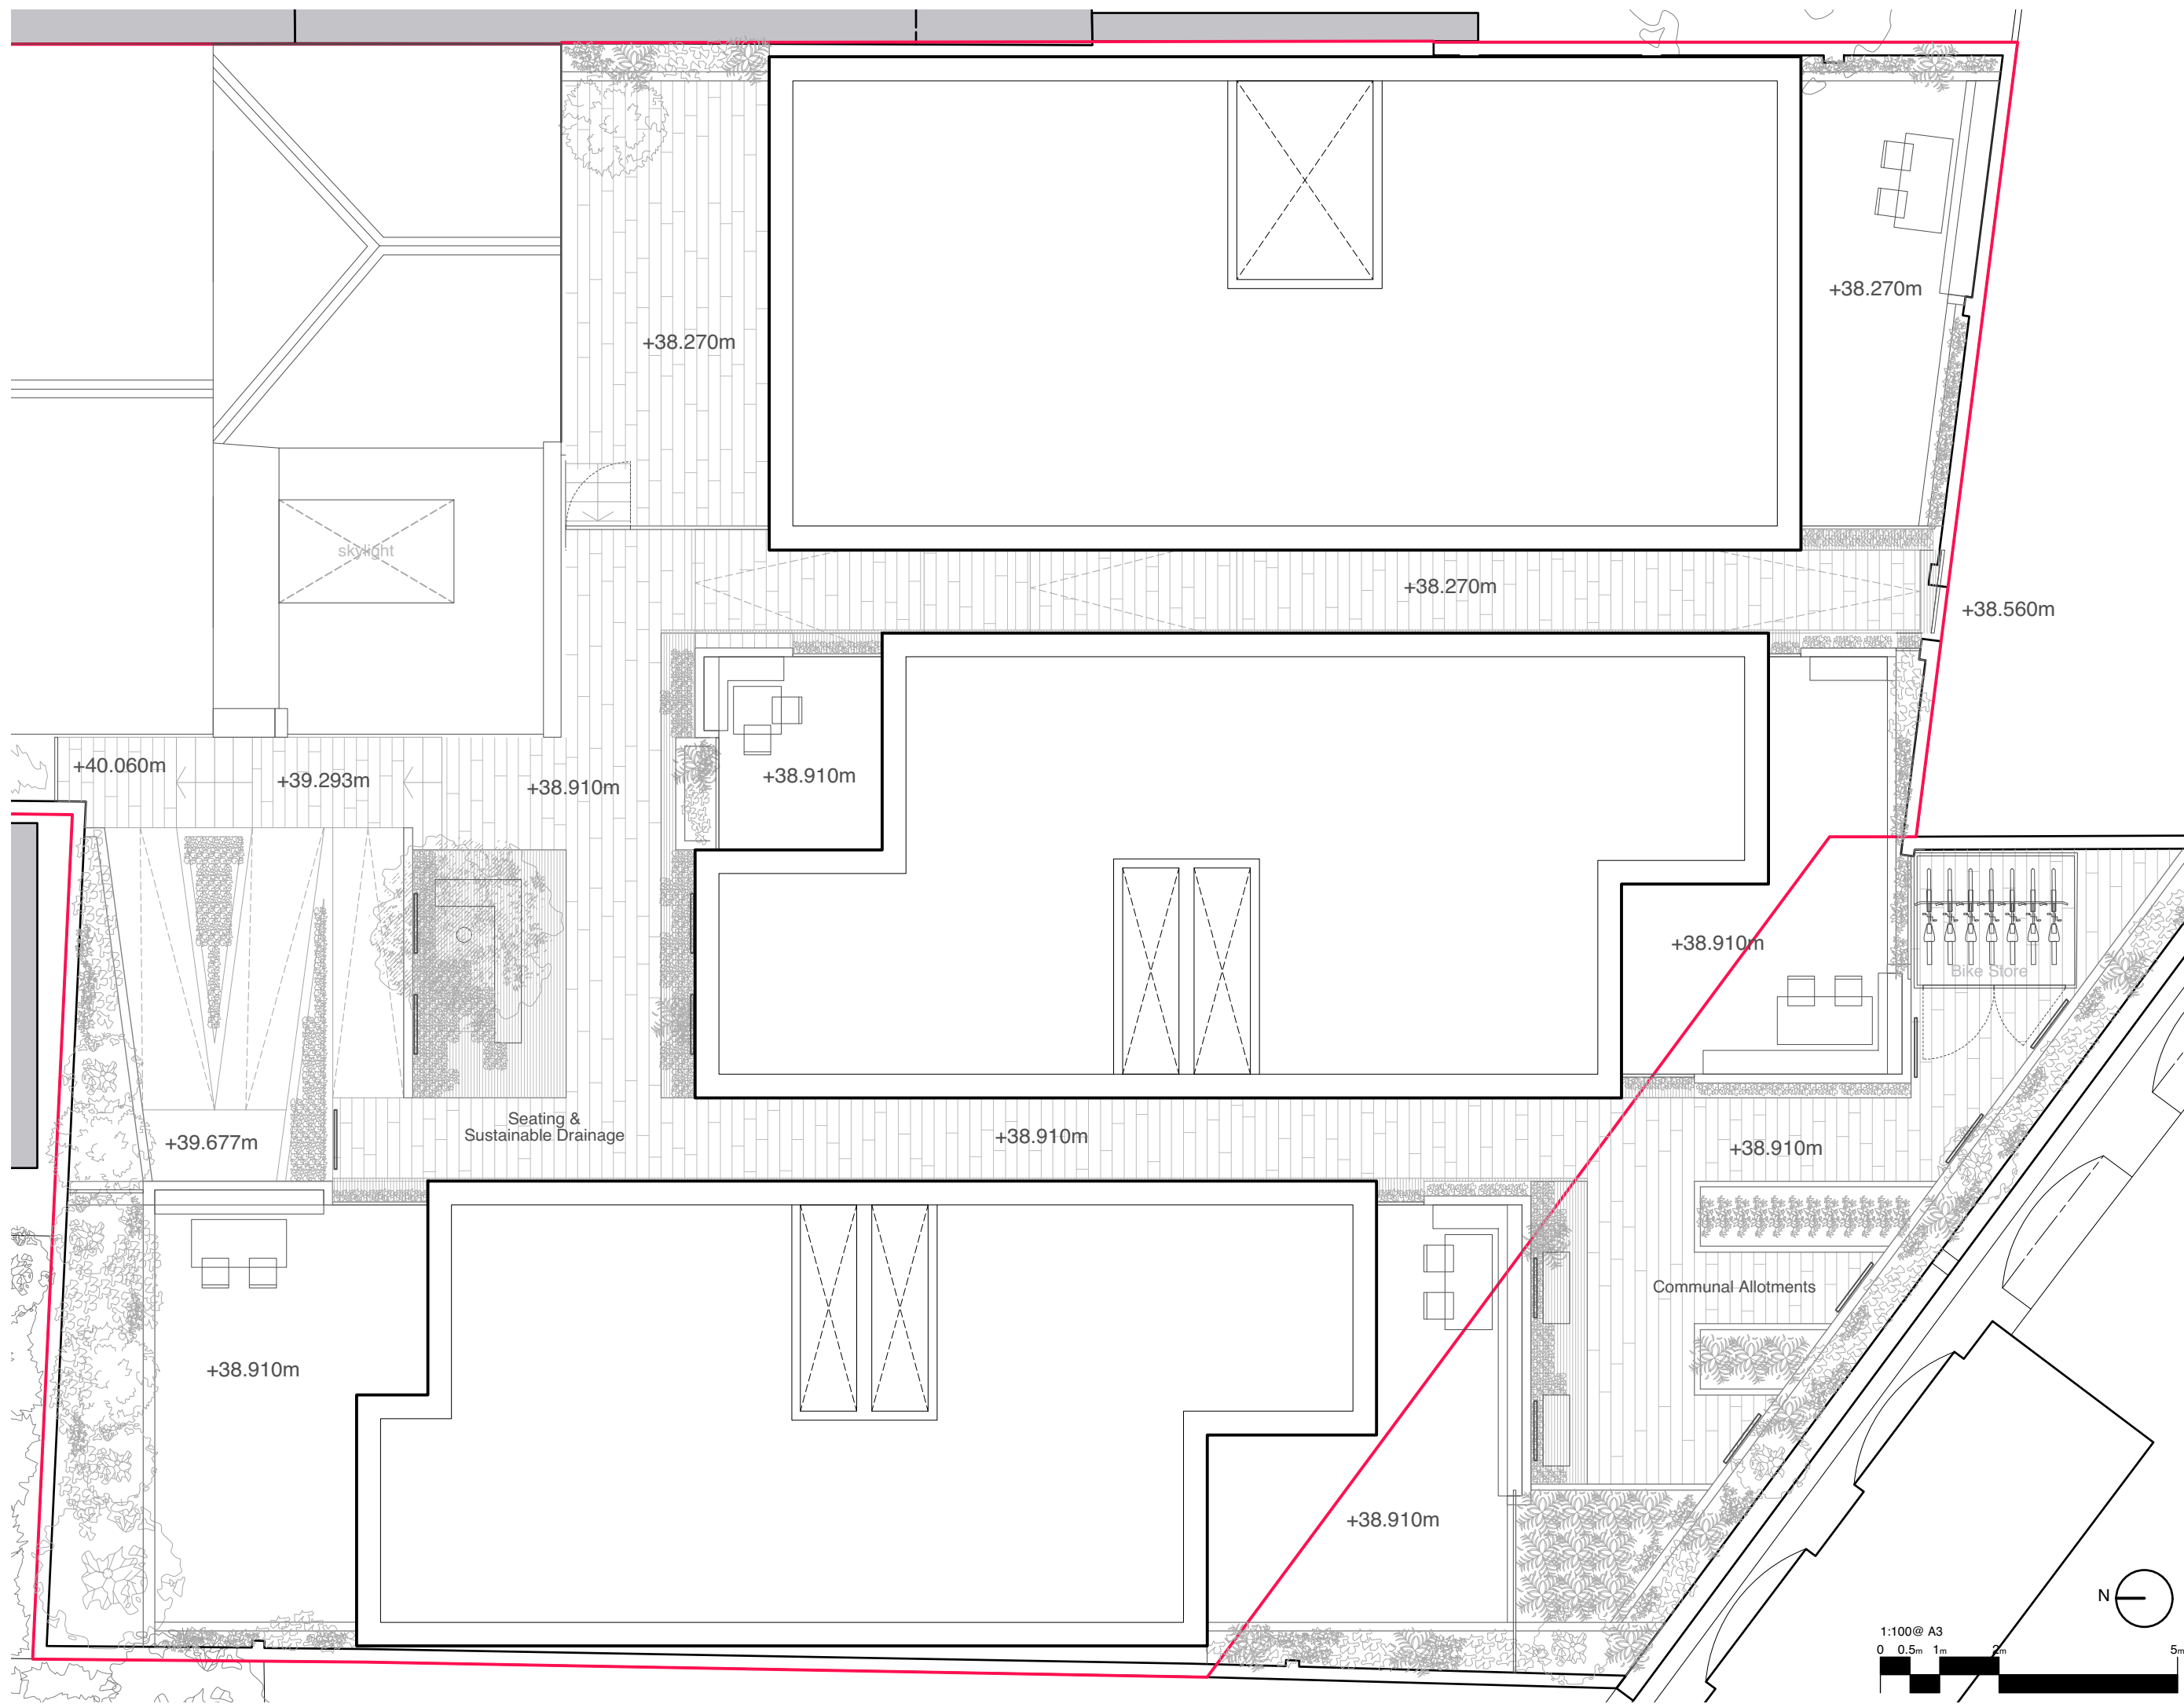 +38.270m
+38.270m
skylight
+38.270m
+38.560m
+40.060m
+39.293m
+38.910m
+38.910m
+38.910m
Bike Store
Seating &
Sustainable Drainage
+39.677m
+38.910m
+38.910m
Communal Allotments
+38.910m
+38.910m
N
1:100@ A3
0 0.5m 1m 2m 5m